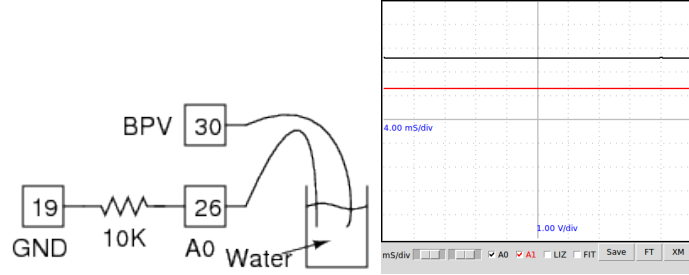 BPV 30
19 26
GND 10K A0 Water
4.00 mS/div
1.00 V/div
mS/div A0 A1 LIZ FIT Save FT XM